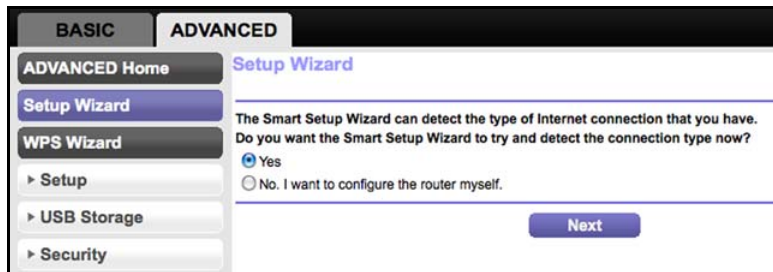 BASIC
ADVANCED
ADVANCED Home
Setup Wizard
WPS Wizard
Setup
USB Storage
Security
Setup Wizard
The Smart Setup Wizard can detect the type of Internet connection that you have.
Do you want the Smart Setup Wizard to try and detect the connection type now?
Yes
No. I want to configure the router myself.
Next